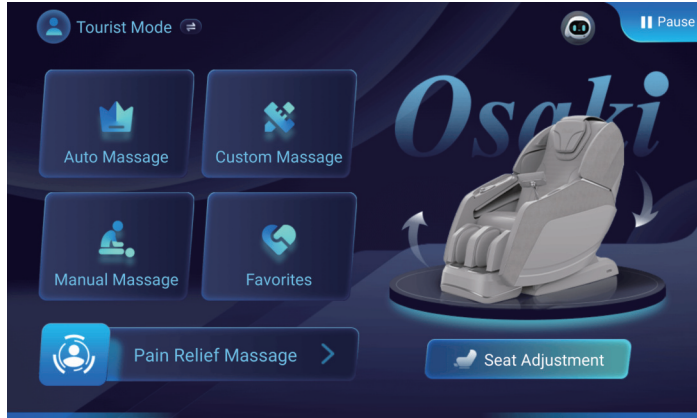 Tourist Mode
Pause
Osaki
Auto Massage
Custom Massage
Manual Massage
Favorites
Pain Relief Massage
Seat Adjustment